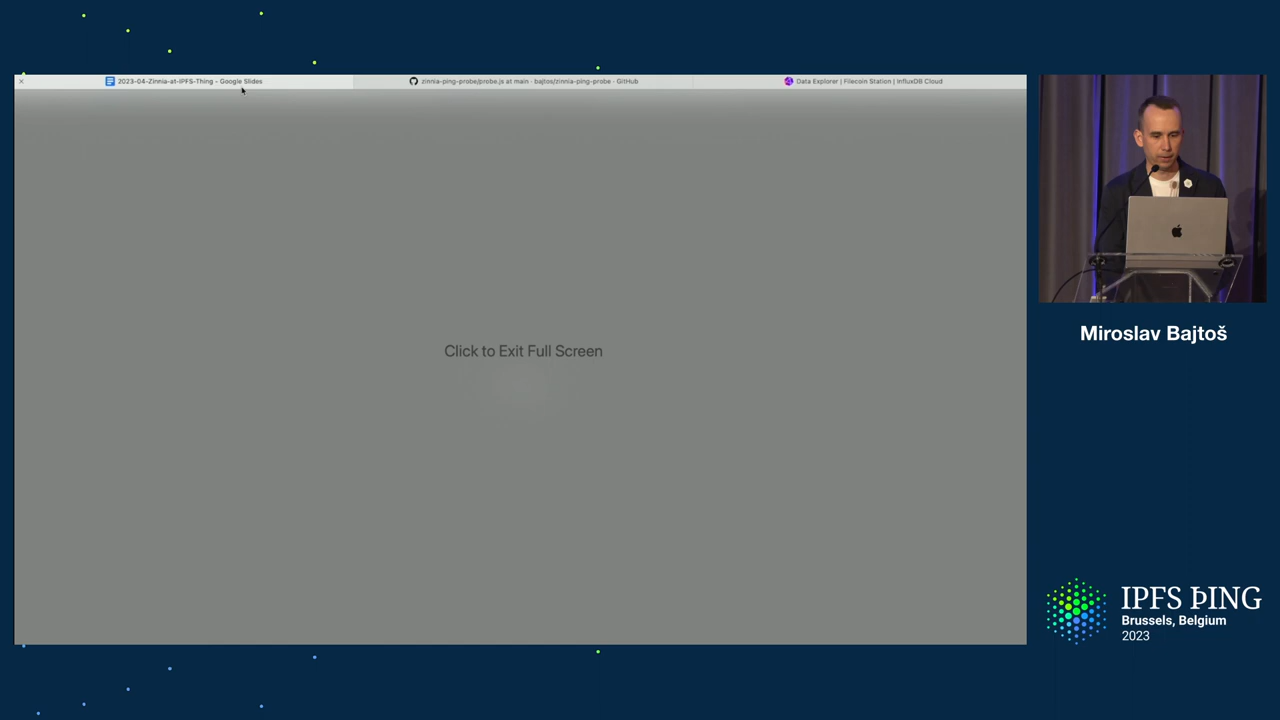 2023-04-Zinnia-at-IPFS-Thing - Google Slides
zinnia-ping-probe/probe.js at main · bajtos/zinnia-ping-probe · GitHub
Data Explorer | Filecoin Station | InfluxDB Cloud
Click to Exit Full Screen
Miroslav Bajtoš
IPFS ÞING
Brussels, Belgium
2023